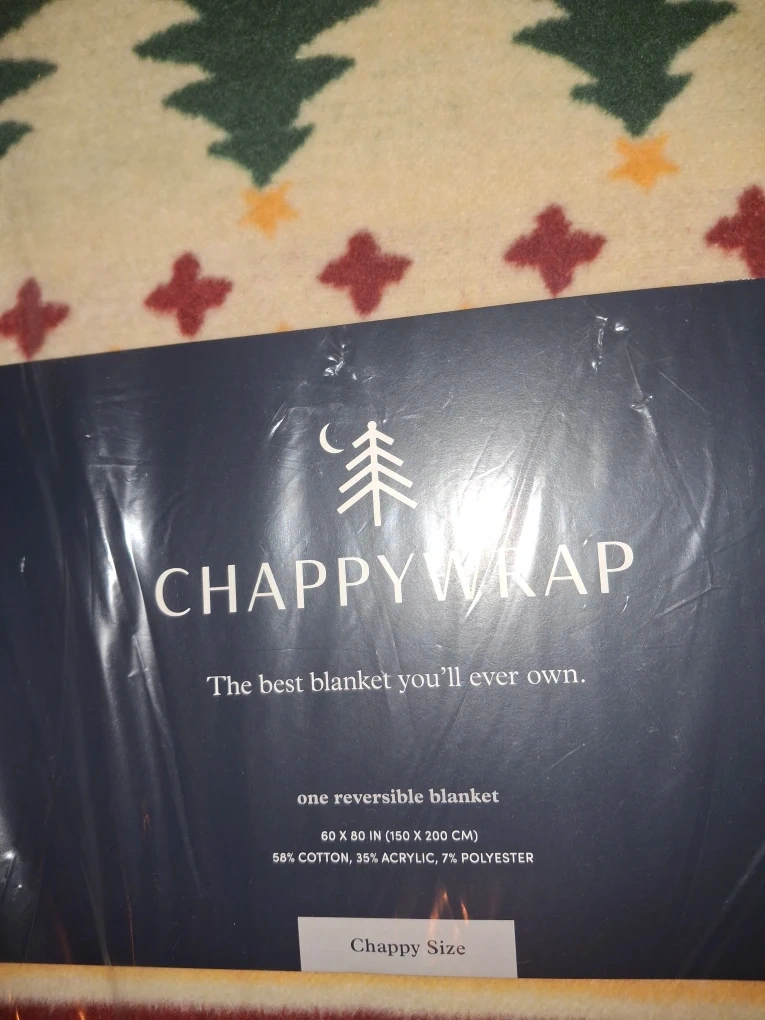 CHAPPYWRAP
The best blanket you'll ever own.
one reversible blanket
60 X 80 IN (150 X 200 CM)
58% COTTON, 35% ACRYLIC, 7% POLYESTER
Chappy Size